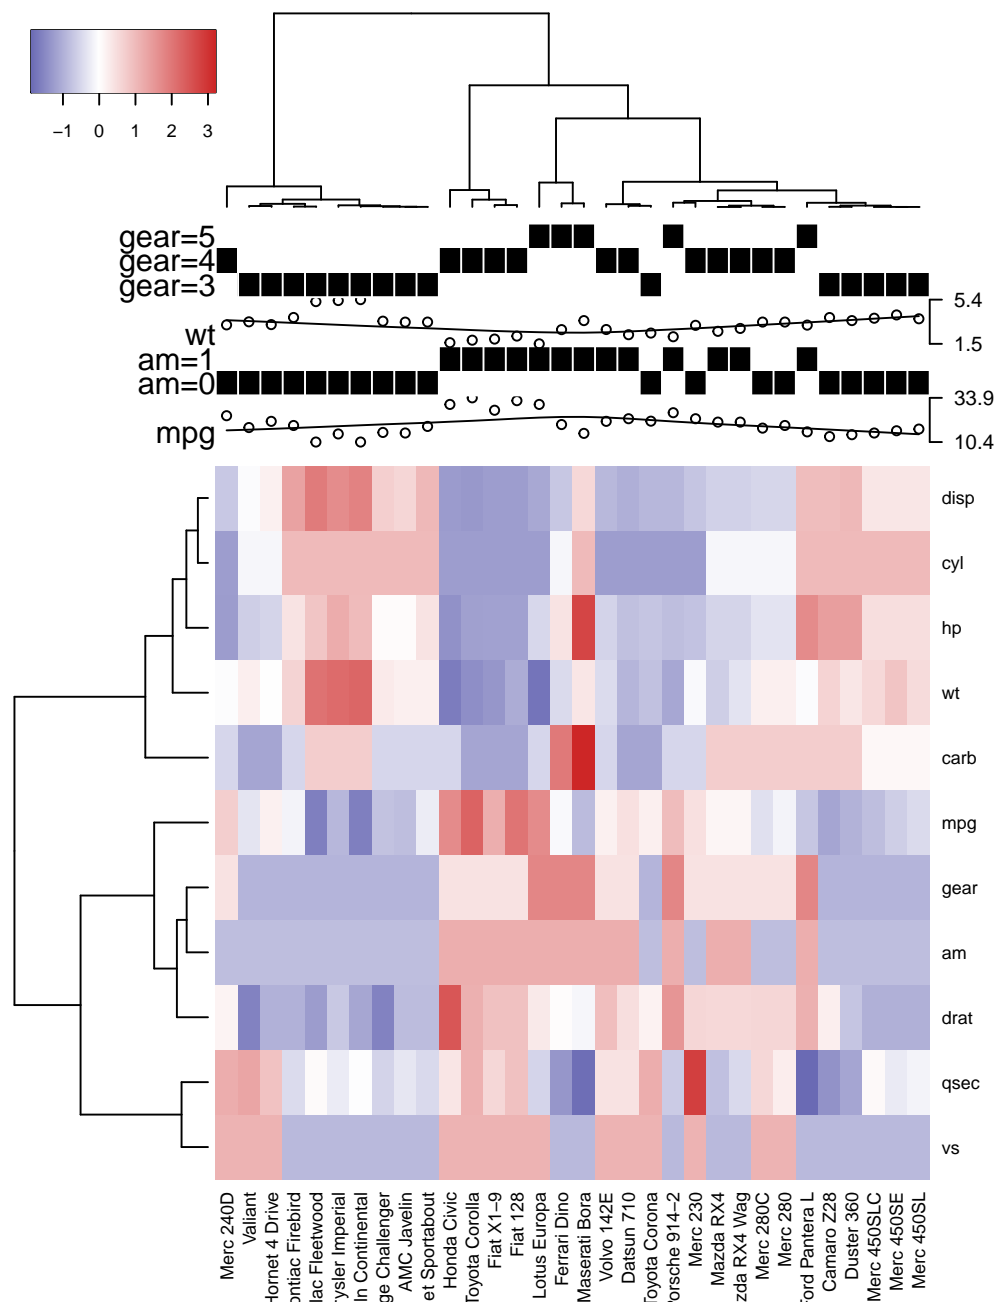 −1 0 1 2 3
gear=5
gear=4
gear=3
5.4
wt
1.5
am=1
am=0
33.9
mpg
10.4
disp
cyl
hp
wt
carb
mpg
gear
am
drat
qsec
vs
Merc 240D
Valiant
Hornet 4 Drive
ontiac Firebird
lac Fleetwood
rysler Imperial
ln Continental
ge Challenger
AMC Javelin
et Sportabout
Honda Civic
Toyota Corolla
Fiat X1−9
Fiat 128
Lotus Europa
Ferrari Dino
Maserati Bora
Volvo 142E
Datsun 710
Toyota Corona
Porsche 914−2
Merc 230
Mazda RX4
zda RX4 Wag
Merc 280C
Merc 280
Ford Pantera L
Camaro Z28
Duster 360
Merc 450SLC
Merc 450SE
Merc 450SL